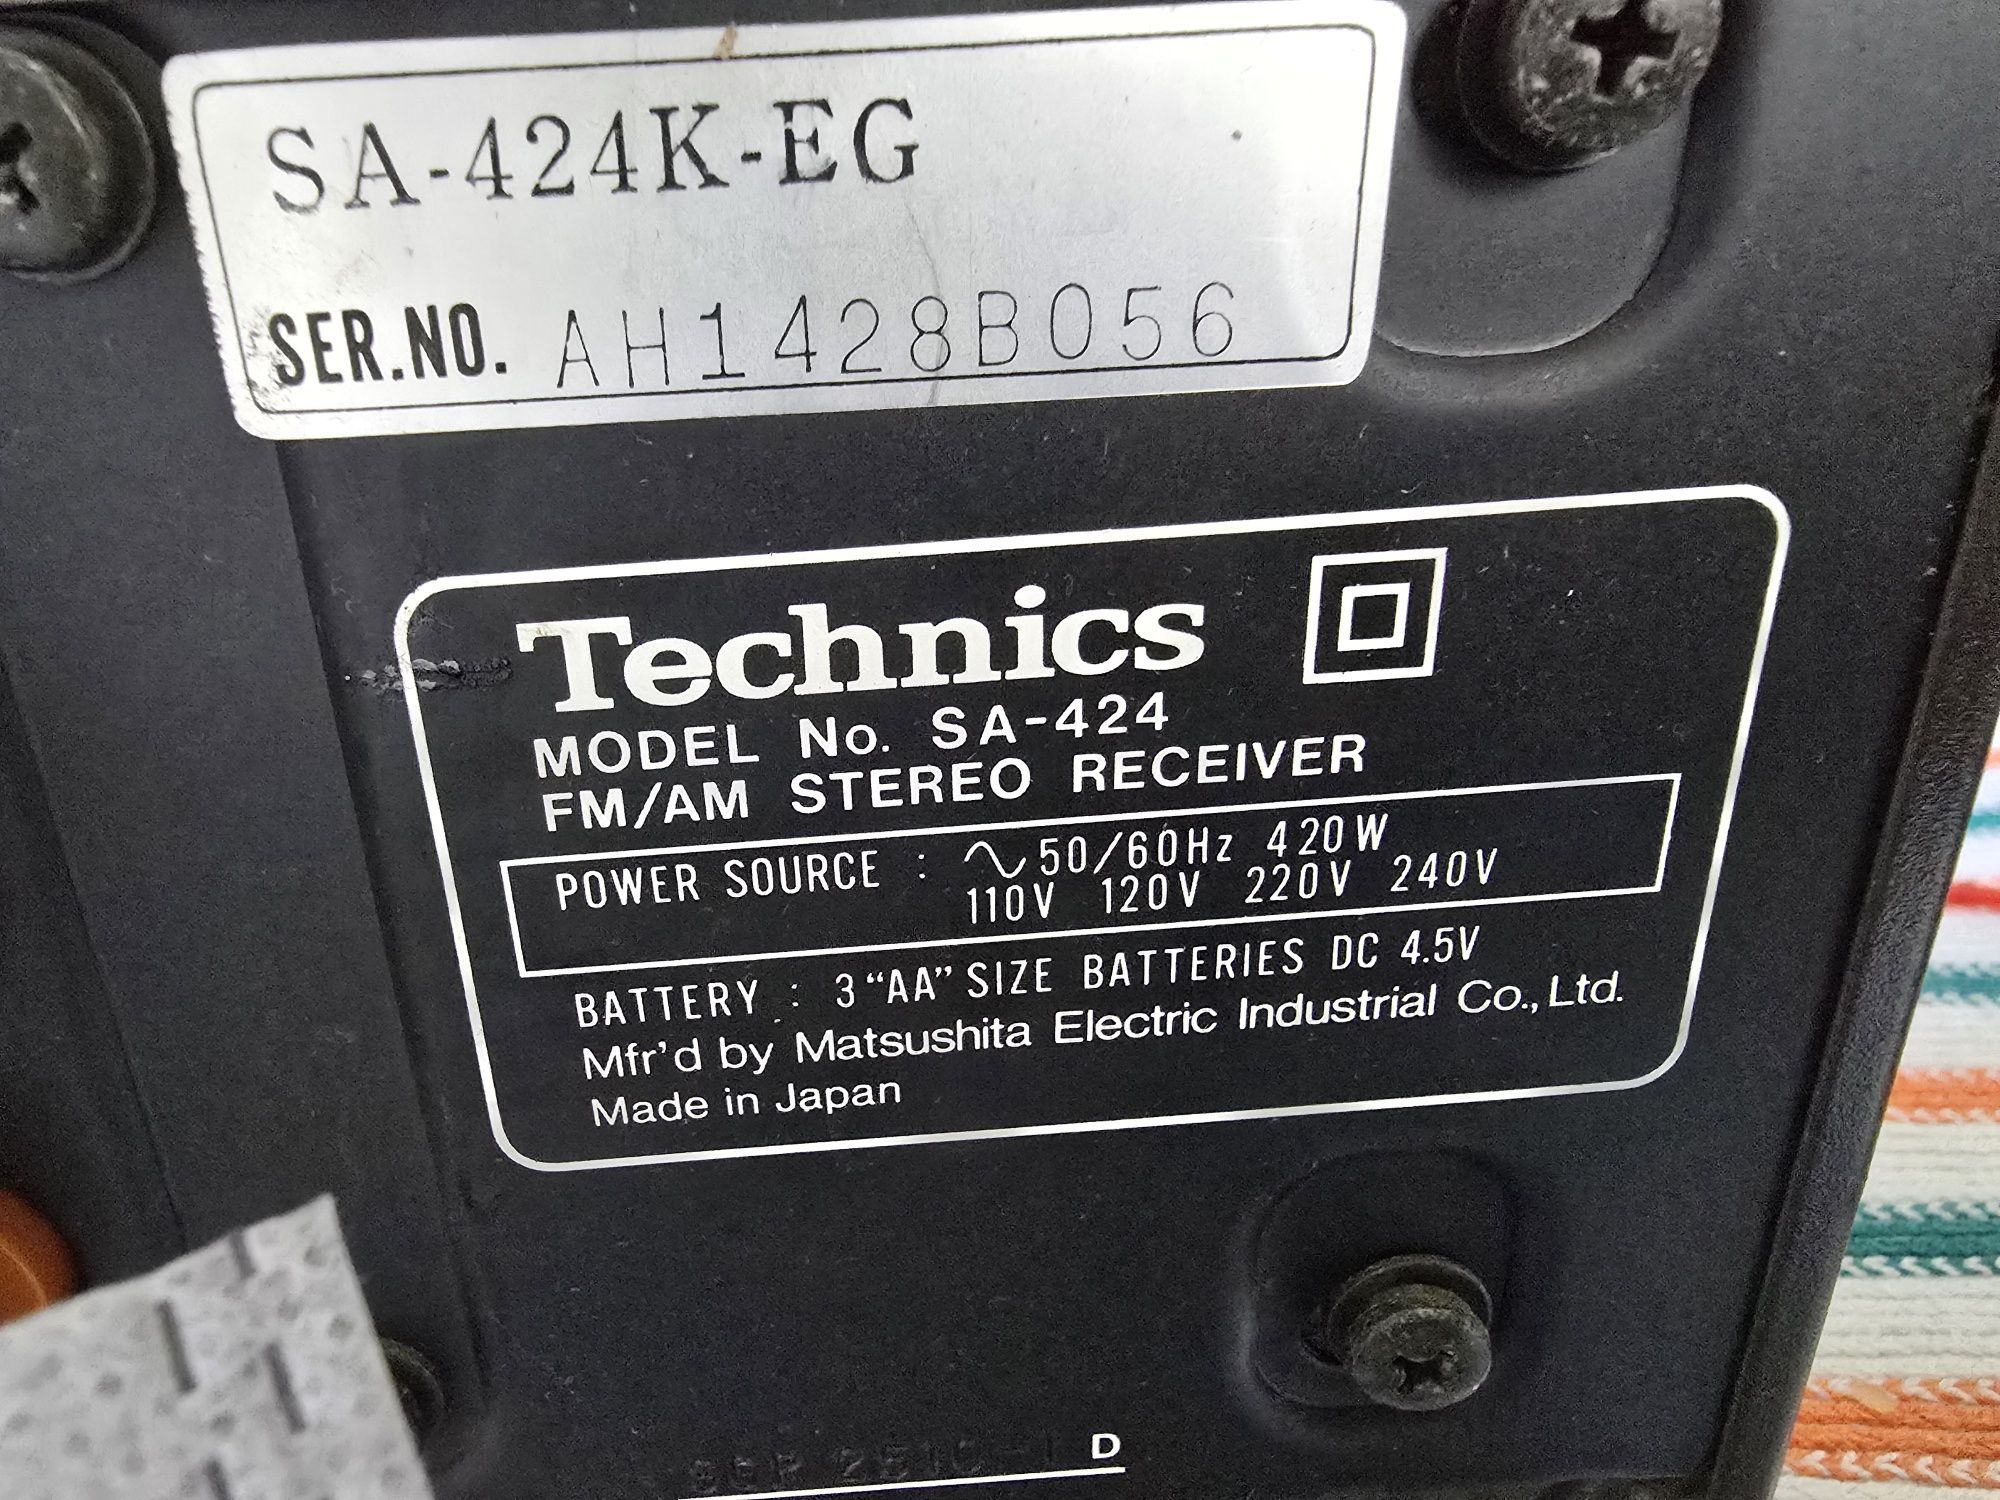 SA-424K-EG
SER.NO. AH1428B056
Technics
MODEL No. SA-424
FM/AM STEREO RECEIVER
POWER SOURCE : ∿50/60Hz 420W
110V 120V 220V 240V
BATTERY : 3 “AA” SIZE BATTERIES DC 4.5V
Mfr’d by Matsushita Electric Industrial Co., Ltd.
Made in Japan
D